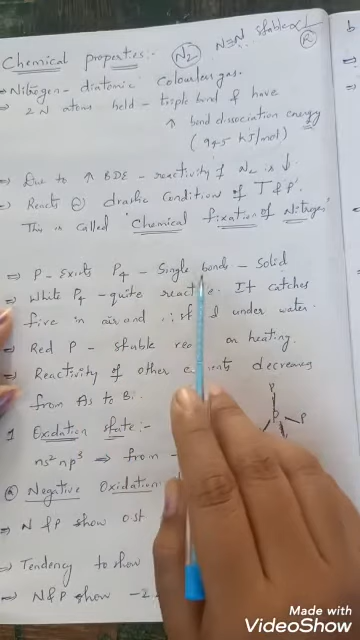 Chemical properties:- N2 N≡N stable ∝ 1/R
Nitrogen - diatomic colourless gas.
⇒ 2 N atoms held - triple bond & have
↑ bond dissociation energy
(945 kJ/mol)
⇒ Due to ↑ BDE - reactivity of N2 is ↓.
⇒ Reacts @ drastic condition of T & P.
This is called 'Chemical fixation of Nitrogen'
⇒ P - Exists P4 - Single bonds - Solid
⇒ White P4 - quite reactive. It catches
fire in air and under water.
⇒ Red P - stable on heating.
⇒ Reactivity of other decreases
from As to Bi.
P
P
1 Oxidation state:-
ns² np³ ⇒ from -
ⓐ Negative Oxidation
⇒ N & P show
⇒ Tendency to show
⇒ N & P show -2
Made with
VideoShow